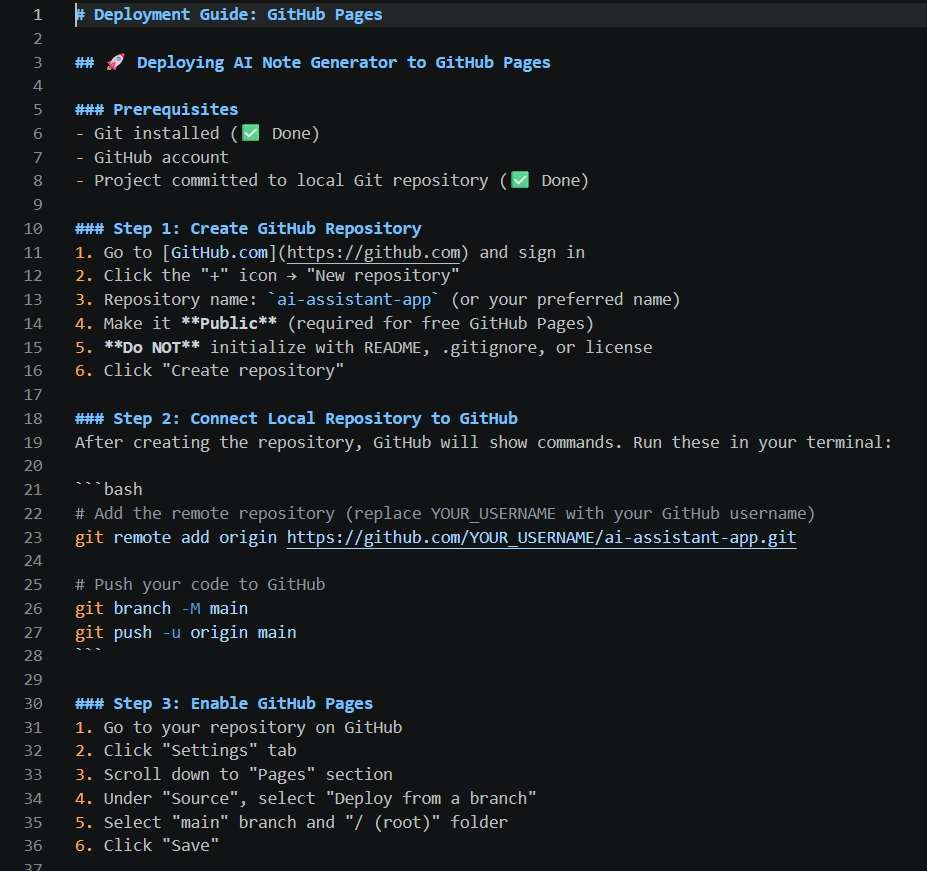 1 # Deployment Guide: GitHub Pages
2
3 ## 🚀 Deploying AI Note Generator to GitHub Pages
4
5 ### Prerequisites
6 - Git installed (✅ Done)
7 - GitHub account
8 - Project committed to local Git repository (✅ Done)
9
10 ### Step 1: Create GitHub Repository
11 1. Go to [GitHub.com](https://github.com) and sign in
12 2. Click the "+" icon → "New repository"
13 3. Repository name: `ai-assistant-app` (or your preferred name)
14 4. Make it **Public** (required for free GitHub Pages)
15 5. **Do NOT** initialize with README, .gitignore, or license
16 6. Click "Create repository"
17
18 ### Step 2: Connect Local Repository to GitHub
19 After creating the repository, GitHub will show commands. Run these in your terminal:
20
21 ```bash
22 # Add the remote repository (replace YOUR_USERNAME with your GitHub username)
23 git remote add origin https://github.com/YOUR_USERNAME/ai-assistant-app.git
24
25 # Push your code to GitHub
26 git branch -M main
27 git push -u origin main
28 ```
29
30 ### Step 3: Enable GitHub Pages
31 1. Go to your repository on GitHub
32 2. Click "Settings" tab
33 3. Scroll down to "Pages" section
34 4. Under "Source", select "Deploy from a branch"
35 5. Select "main" branch and "/ (root)" folder
36 6. Click "Save"
37